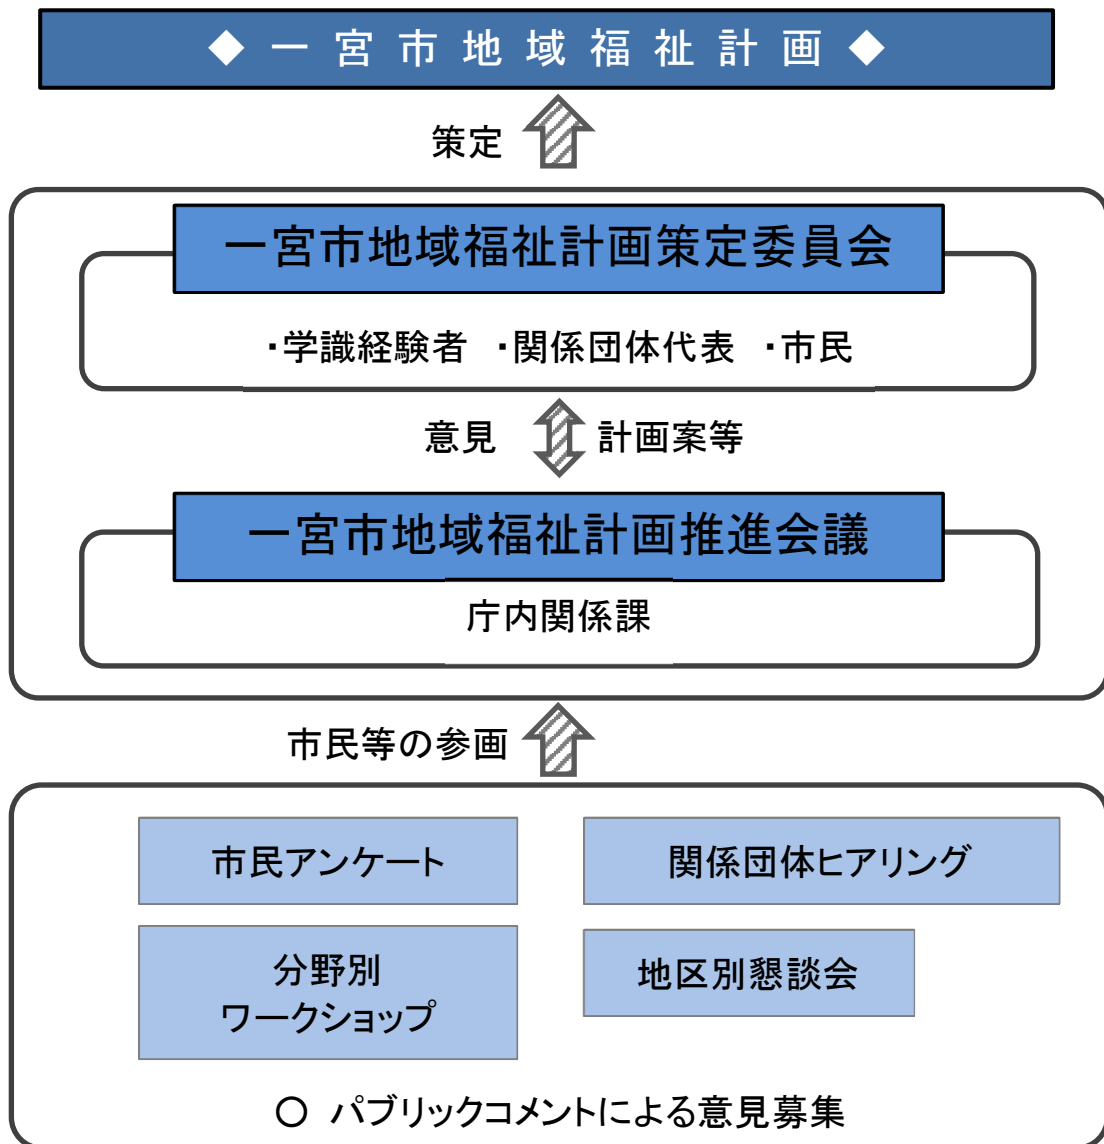 ◆ 一 宮 市 地 域 福 祉 計 画 ◆
策定
一宮市地域福祉計画策定委員会
・学識経験者 ・関係団体代表 ・市民
意見 計画案等
一宮市地域福祉計画推進会議
庁内関係課
市民等の参画
市民アンケート
関係団体ヒアリング
分野別
ワークショップ
地区別懇談会
○ パブリックコメントによる意見募集